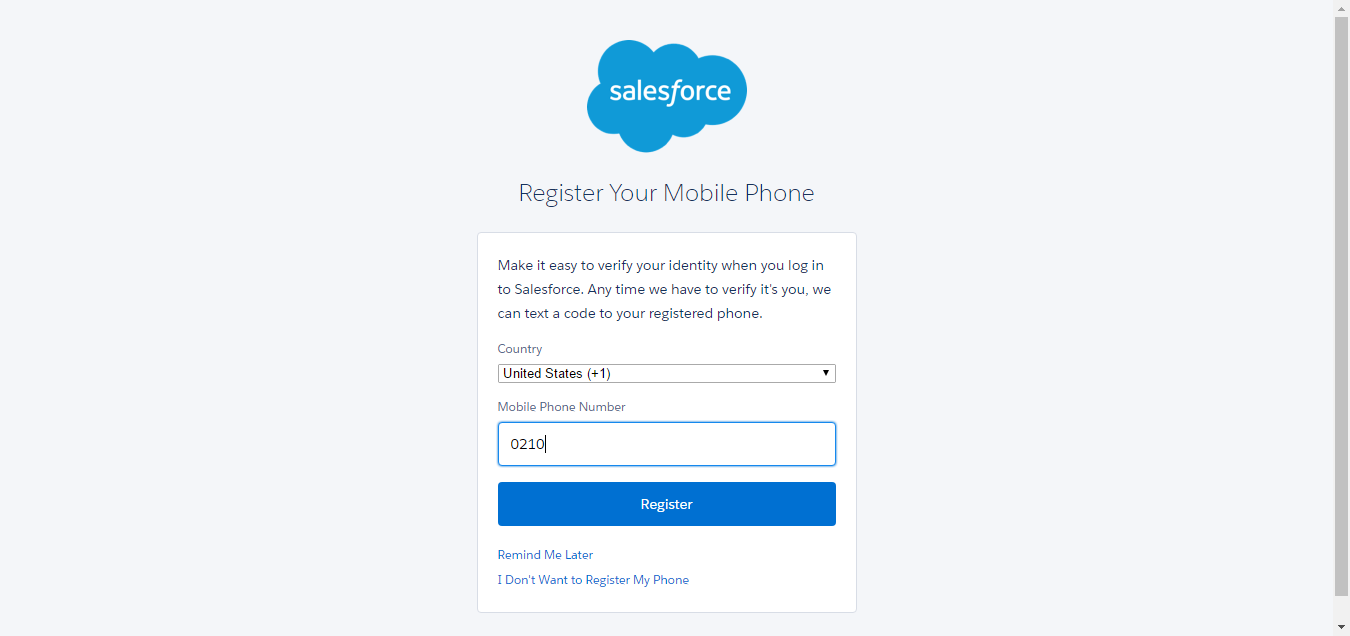 salesforce
Register Your Mobile Phone
Make it easy to verify your identity when you log in
to Salesforce. Any time we have to verify it's you, we
can text a code to your registered phone.
Country
United States (+1)
Mobile Phone Number
0210
Register
Remind Me Later
I Don't Want to Register My Phone